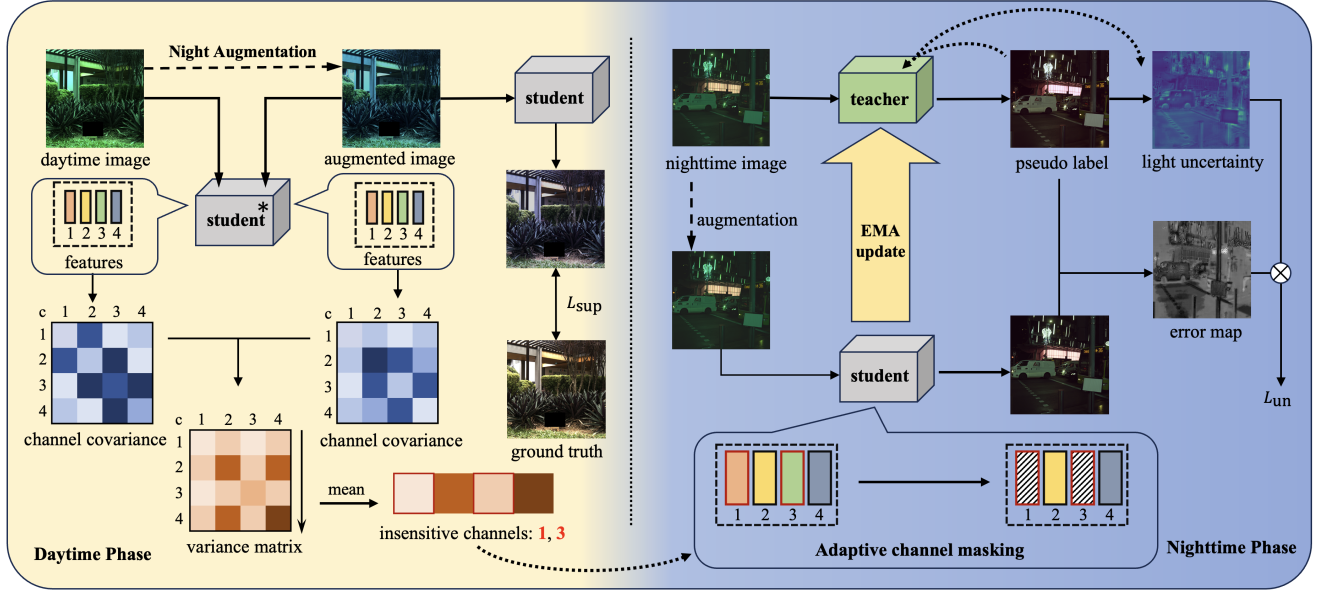 Night Augmentation
daytime image
augmented image
student
student*
1 2 3 4
features
1 2 3 4
features
c 1 2 3 4
1
2
3
4
channel covariance
c 1 2 3 4
1
2
3
4
channel covariance
c 1 2 3 4
1
2
3
4
variance matrix
mean
insensitive channels: 1, 3
Lsup
ground truth
Daytime Phase
nighttime image
augmentation
teacher
EMA
update
student
pseudo label
light uncertainty
error map
Lun
1 2 3 4
1 2 3 4
Adaptive channel masking
Nighttime Phase